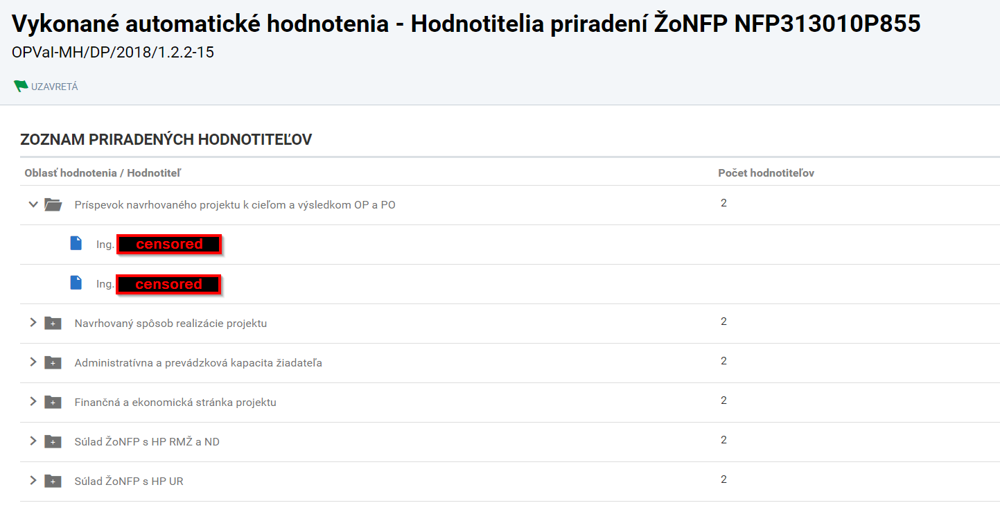 Vykonané automatické hodnotenia - Hodnotitelia priradení ŽoNFP NFP313010P855
OPVaI-MH/DP/2018/1.2.2-15
UZAVRETÁ
ZOZNAM PRIRADENÝCH HODNOTITEĽOV
Oblasť hodnotenia / Hodnotiteľ Počet hodnotiteľov
Príspevok navrhovaného projektu k cieľom a výsledkom OP a PO 2
Ing. censored
Ing. censored
Navrhovaný spôsob realizácie projektu 2
Administratívna a prevádzková kapacita žiadateľa 2
Finančná a ekonomická stránka projektu 2
Súlad ŽoNFP s HP RMŽ a ND 2
Súlad ŽoNFP s HP UR 2